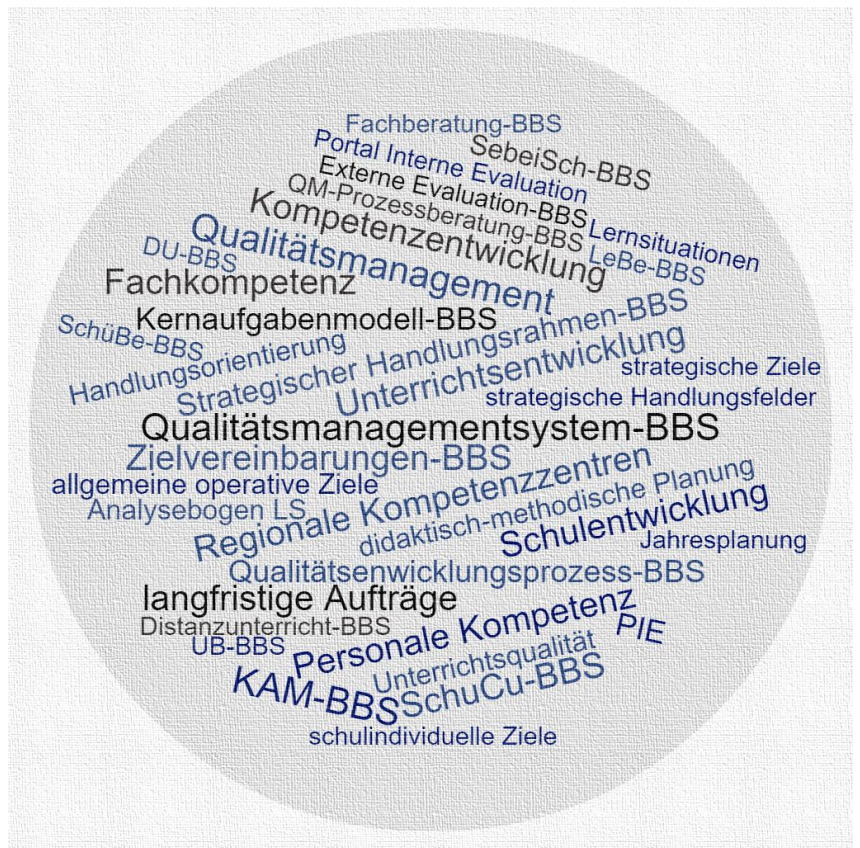 Fachberatung-BBS
SebeiSch-BBS
Portal Interne Evaluation
Externe Evaluation-BBS
QM-Prozessberatung-BBS
Kompetenzentwicklung
Lernsituationen
LeBe-BBS
Qualitätsmanagement
DU-BBS
Fachkompetenz
Kernaufgabenmodell-BBS
SchüBe-BBS
Handlungsorientierung
Strategischer Handlungsrahmen-BBS
Unterrichtsentwicklung
strategische Ziele
strategische Handlungsfelder
Qualitätsmanagementsystem-BBS
Zielvereinbarungen-BBS
allgemeine operative Ziele
Analysebogen LS
Regionale Kompetenzzentren
didaktisch-methodische Planung
Schulentwicklung
Jahresplanung
Qualitätsenwicklungsprozess-BBS
langfristige Aufträge
Distanzunterricht-BBS
UB-BBS
Personale Kompetenz
PIE
Unterrichtsqualität
KAM-BBS
SchuCu-BBS
schulindividuelle Ziele